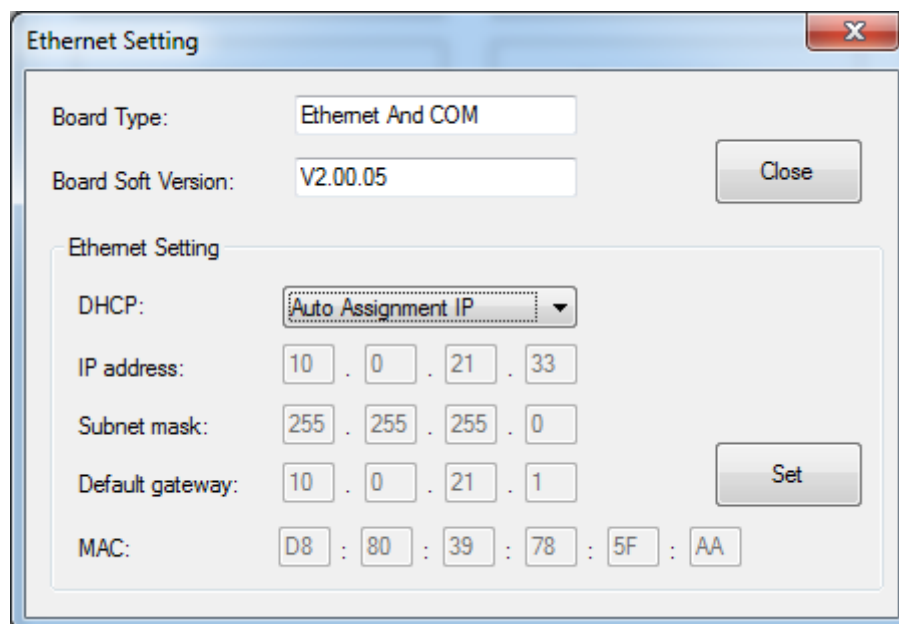 Ethernet Setting
Board Type: Ethernet And COM
Board Soft Version: V2.00.05
Close
Ethernet Setting
DHCP: Auto Assignment IP
IP address: 10 . 0 . 21 . 33
Subnet mask: 255 . 255 . 255 . 0
Default gateway: 10 . 0 . 21 . 1
Set
MAC: D8 : 80 : 39 : 78 : 5F : AA